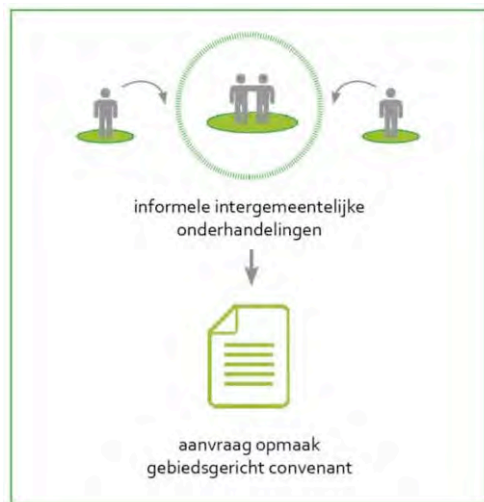 informele intergemeentelijke
onderhandelingen
aanvraag opmaak
gebiedsgericht convenant